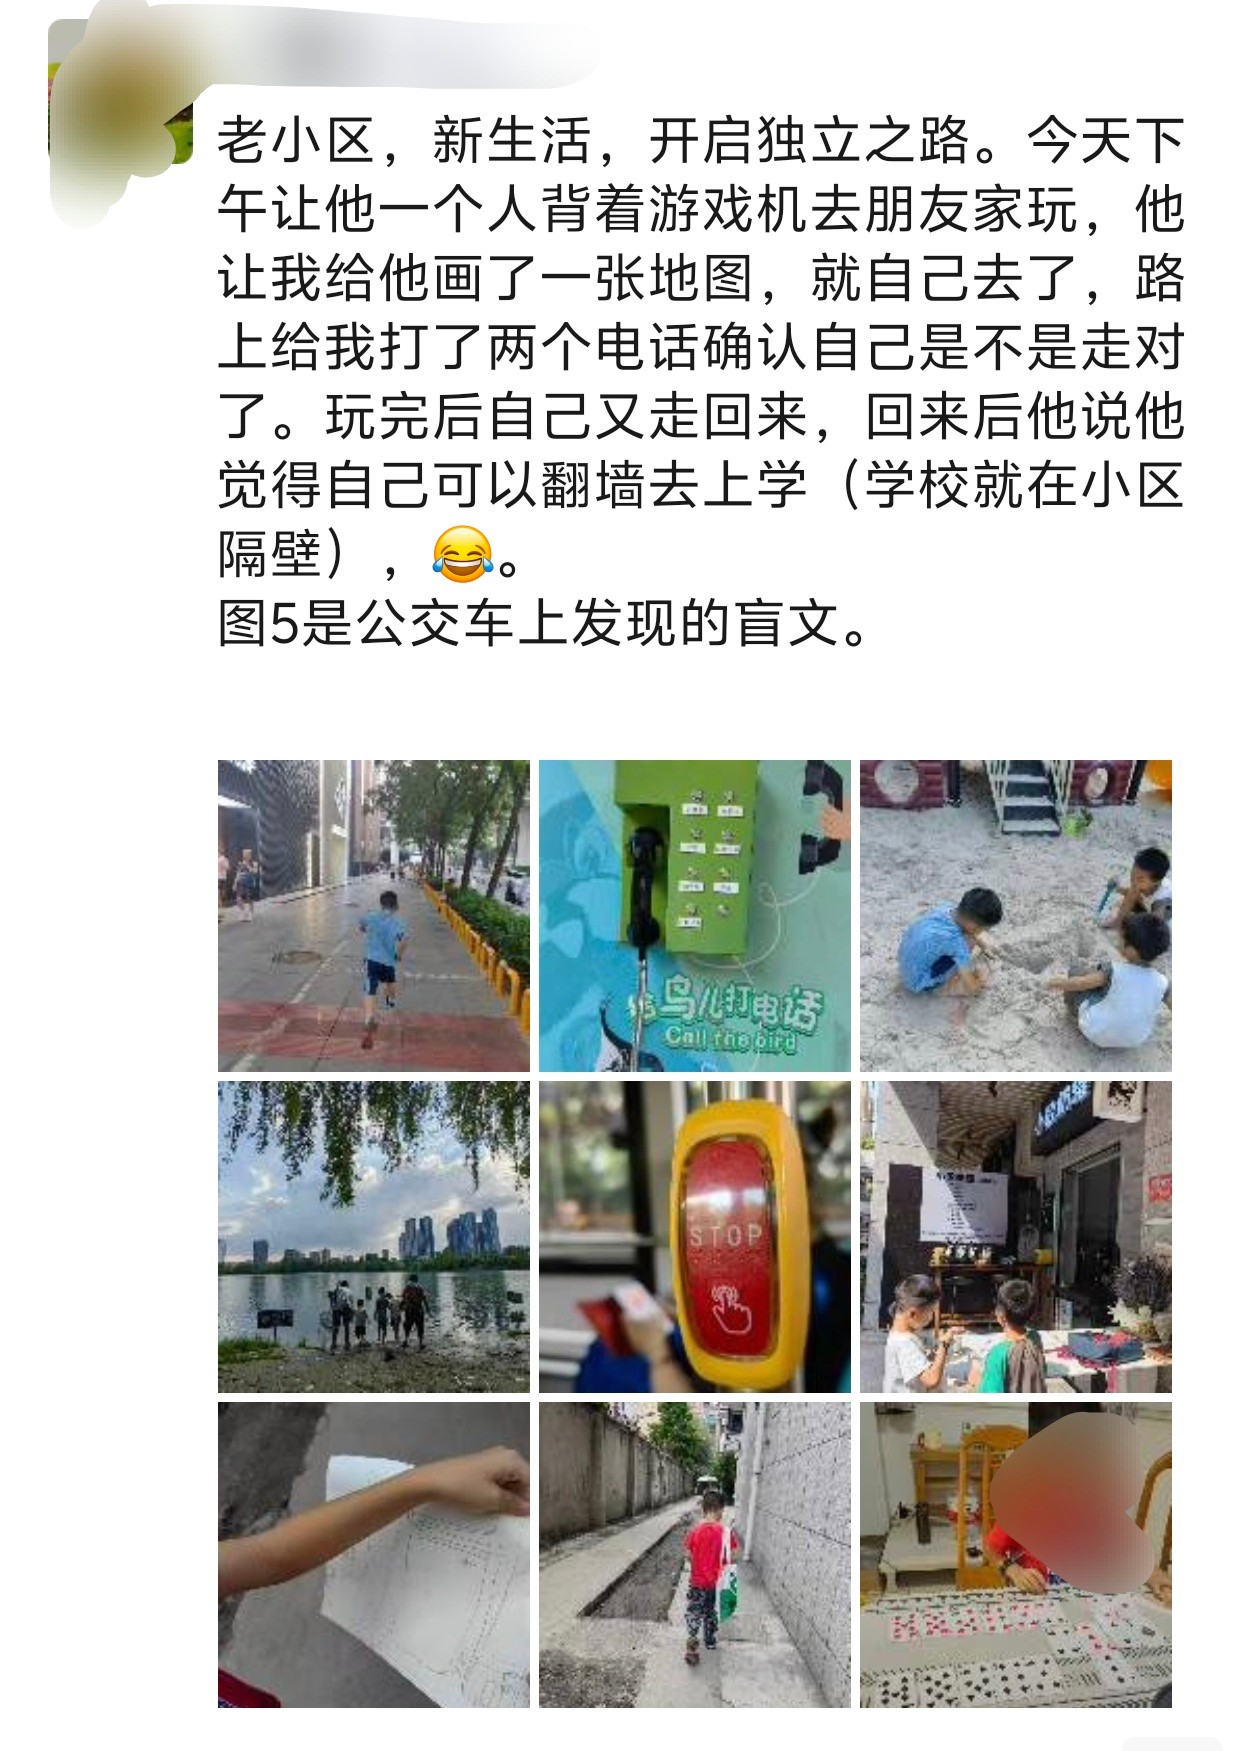 老小区，新生活，开启独立之路。今天下
午让他一个人背着游戏机去朋友家玩，他
让我给他画了一张地图，就自己去了，路
上给我打了两个电话确认自己是不是走对
了。玩完后自己又走回来，回来后他说他
觉得自己可以翻墙去上学（学校就在小区
隔壁），😂。
图5是公交车上发现的盲文。
给鸟儿打电话
Call the bird
STOP